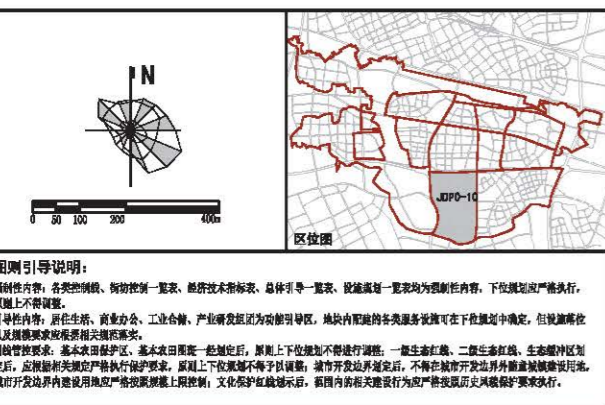 N
0 50 100 200 400m
JDP0-10
区位图
图则引导说明：
强制性内容：各类控制线、街坊控制一览表、经济技术指标表、总体引导一览表、设施规划一览表均为强制性内容，下位规划应严格执行，
原则上不得调整。
引导性内容：居住生活、商业办公、工业仓储、产业研发组团为功能引导区，地块内配建的各类服务设施可在下位规划中确定，但设施
及规模要求应根据相关规范落实。
管控要求：基本农田保护区、基本农田图斑一经划定后，原则上下位规划不得进行调整；一级生态红线、二级生态红线、生态缓冲区划
定后，应根据相关规定严格执行保护要求，原则上下位规划不得予以调整；城市开发边界划定后，不得在城市开发边界外新建城镇建设用地，
城市开发边界内建设用地应严格按照规模上限控制；文化保护红线划示后，范围内的相关建设行为应严格按照历史风貌保护要求执行。